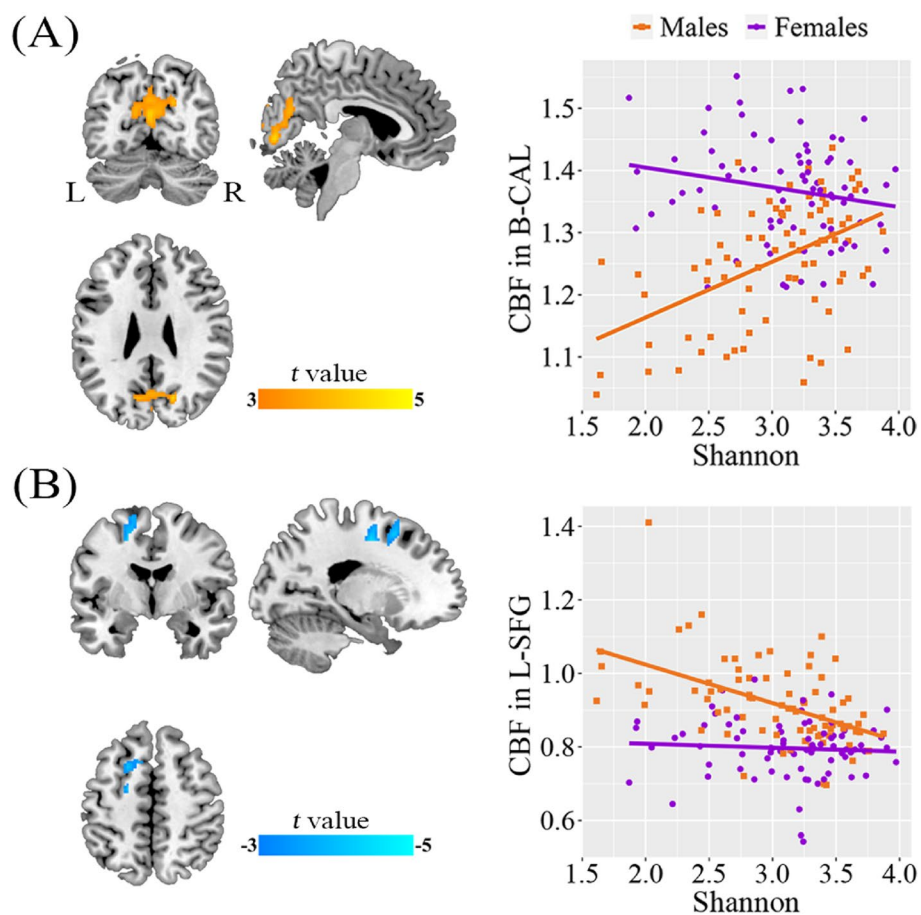 (A)
Males Females
L R
t value
3 5
CBF in B-CAL
1.5
1.4
1.3
1.2
1.1
1.5 2.0 2.5 3.0 3.5 4.0
Shannon
(B)
t value
-3 -5
CBF in L-SFG
1.4
1.2
1.0
0.8
0.6
1.5 2.0 2.5 3.0 3.5 4.0
Shannon